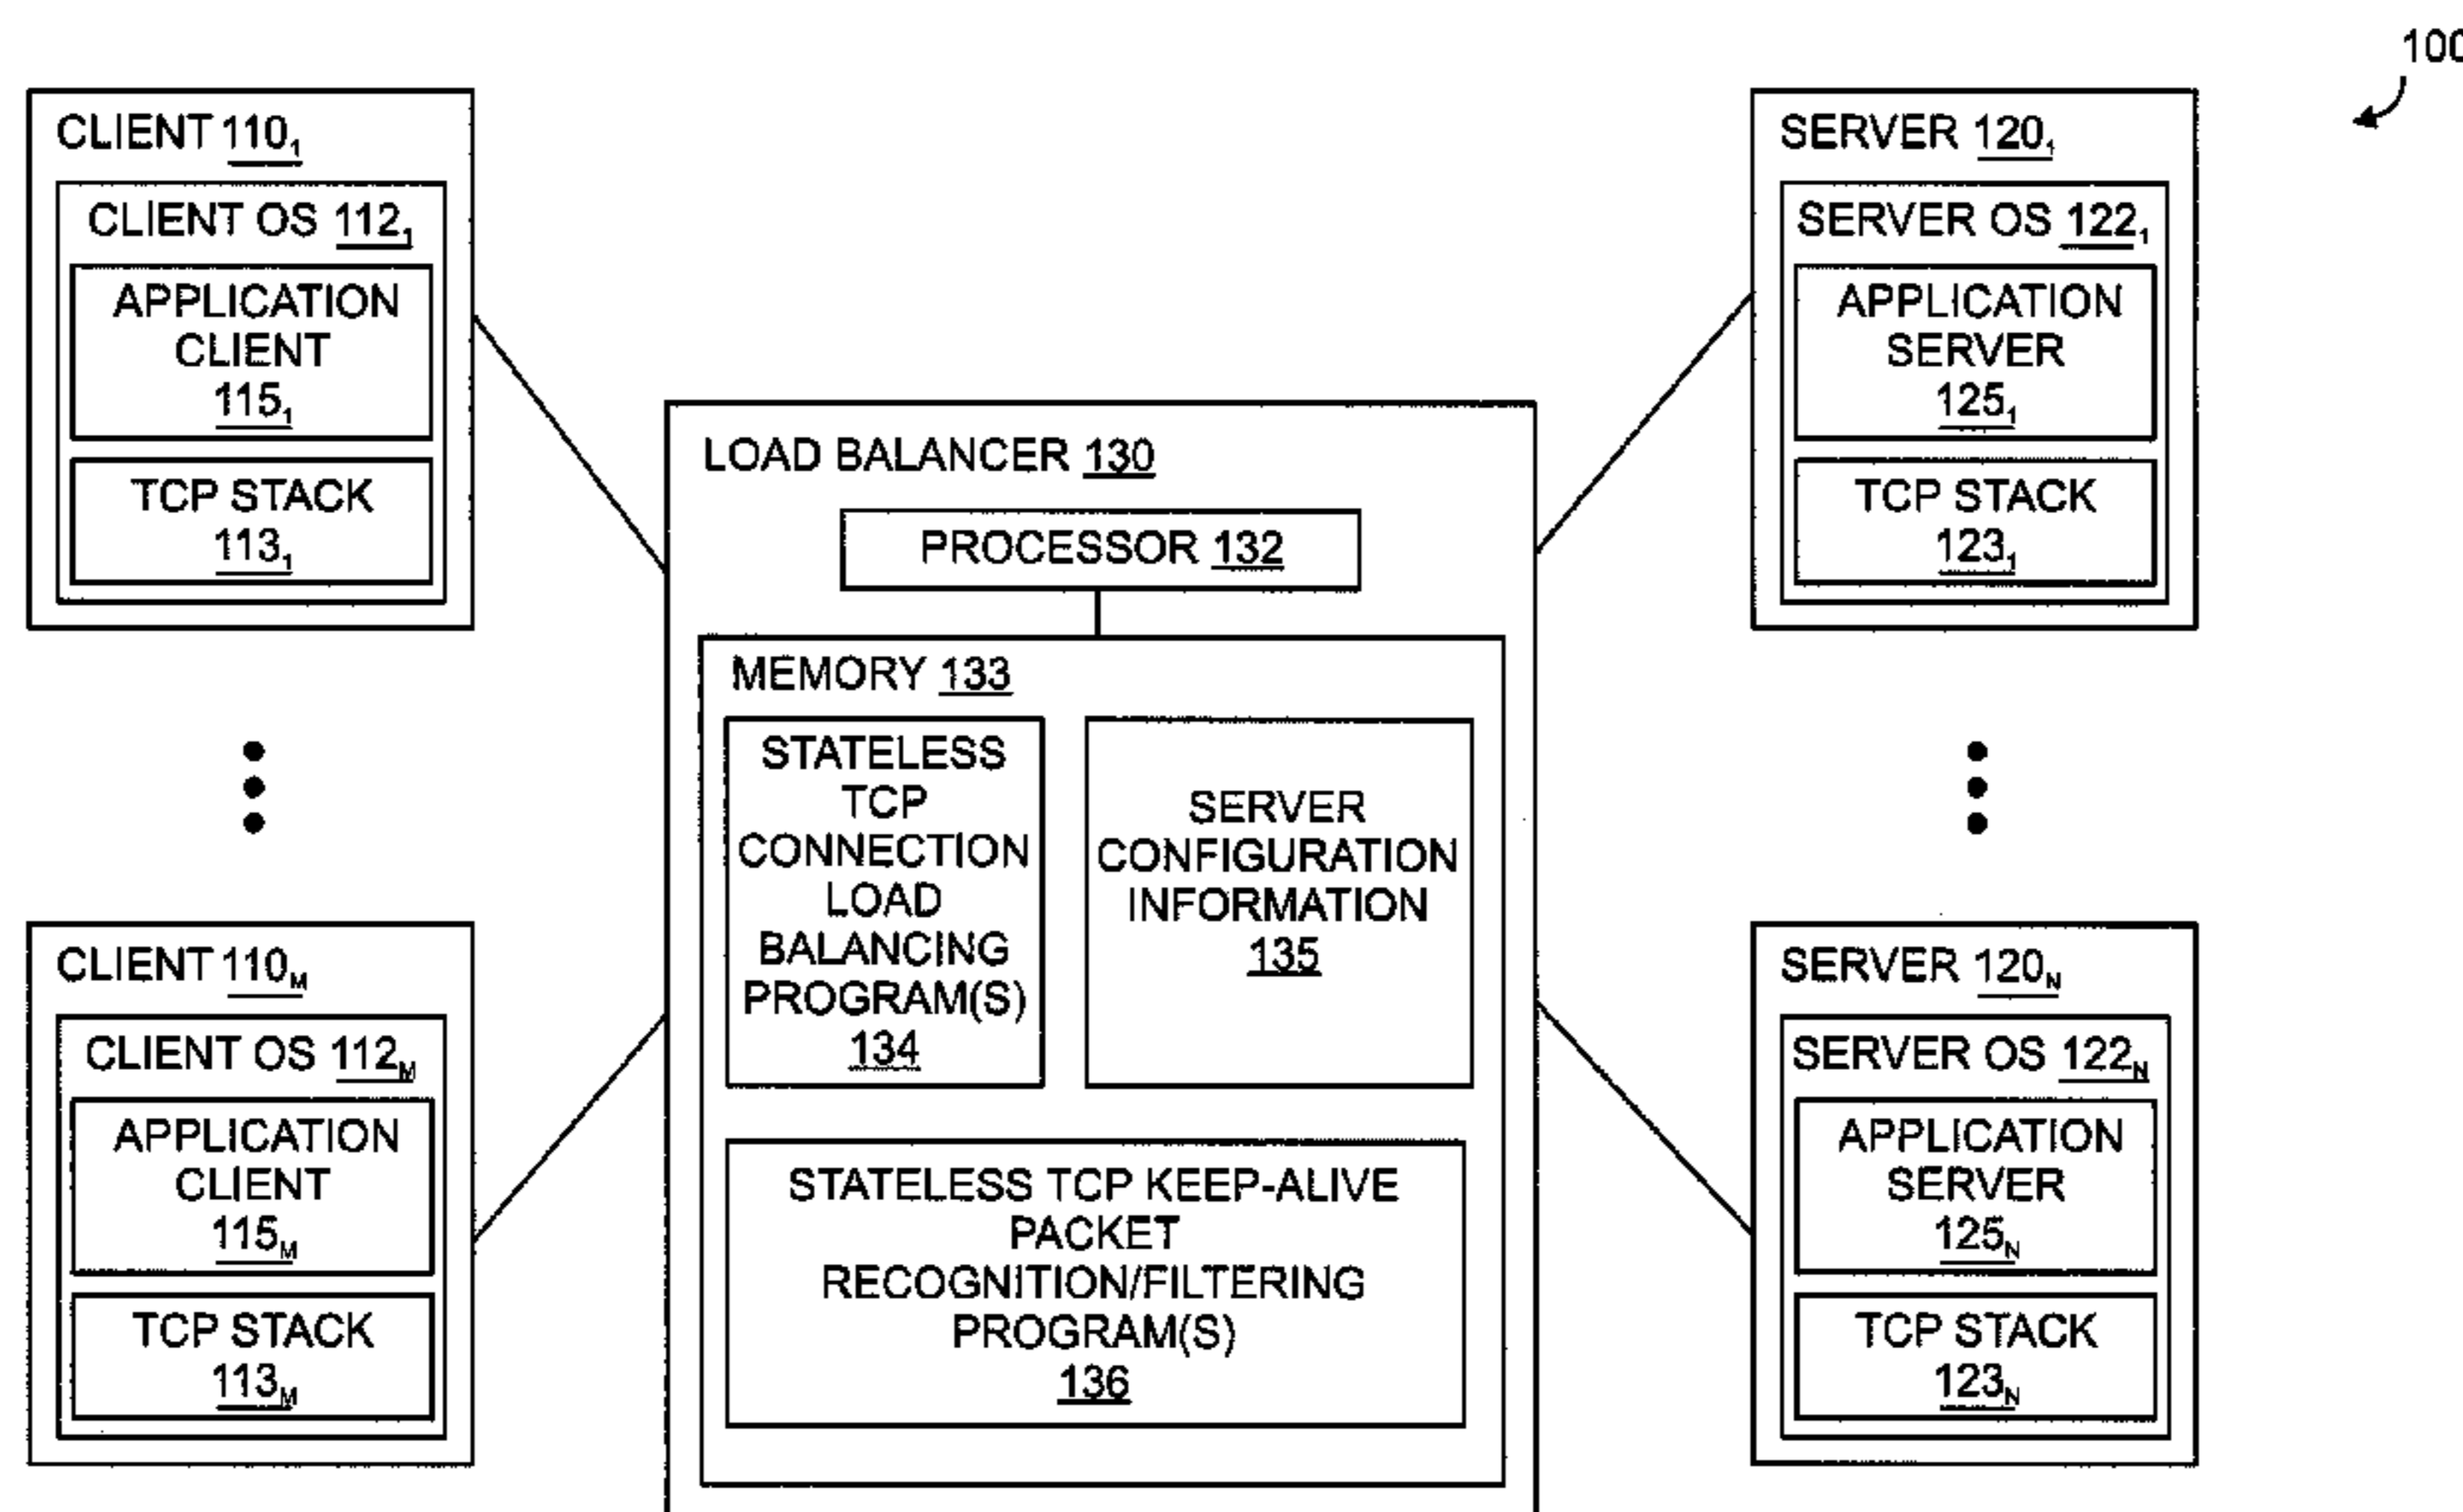 100
CLIENT 110₁
CLIENT OS 112₁
APPLICATION
CLIENT
115₁
TCP STACK
113₁
CLIENT 110M
CLIENT OS 112M
APPLICATION
CLIENT
115M
TCP STACK
113M
LOAD BALANCER 130
PROCESSOR 132
MEMORY 133
STATELESS
TCP
CONNECTION
LOAD
BALANCING
PROGRAM(S)
134
SERVER
CONFIGURATION
INFORMATION
135
STATELESS TCP KEEP-ALIVE
PACKET
RECOGNITION/FILTERING
PROGRAM(S)
136
SERVER 120₁
SERVER OS 122₁
APPLICATION
SERVER
125₁
TCP STACK
123₁
SERVER 120N
SERVER OS 122N
APPLICATION
SERVER
125N
TCP STACK
123N